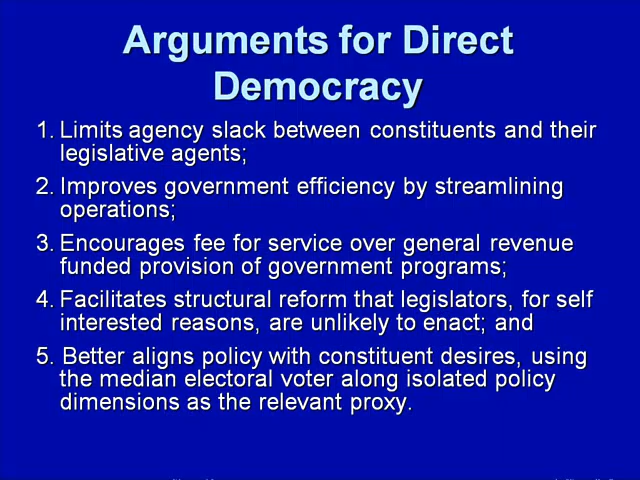 Arguments for Direct
Democracy
1. Limits agency slack between constituents and their
legislative agents;
2. Improves government efficiency by streamlining
operations;
3. Encourages fee for service over general revenue
funded provision of government programs;
4. Facilitates structural reform that legislators, for self
interested reasons, are unlikely to enact; and
5. Better aligns policy with constituent desires, using
the median electoral voter along isolated policy
dimensions as the relevant proxy.